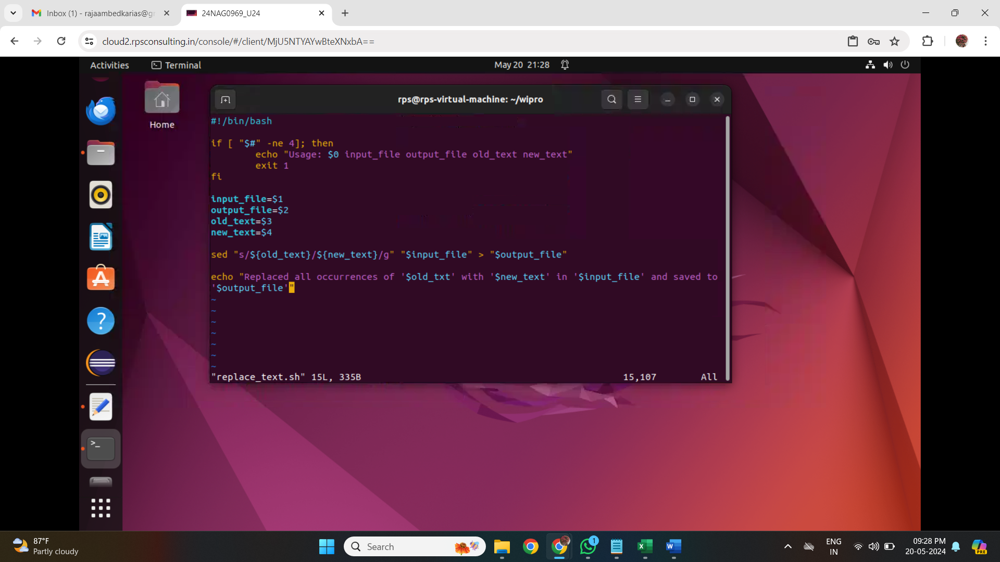 Inbox (1) - rajaambedkarias@gr
24NAG0969_U24
cloud2.rpsconsulting.in/console/#/client/MjU5NTYAYwBteXNxbA==
Activities
Terminal
May 20 21:28
Home
rps@rps-virtual-machine: ~/wipro
#!/bin/bash
if [ "$#" -ne 4]; then
echo "Usage: $0 input_file output_file old_text new_text"
exit 1
fi
input_file=$1
output_file=$2
old_text=$3
new_text=$4
sed "s/${old_text}/${new_text}/g" "$input_file" > "$output_file"
echo "Replaced all occurrences of '$old_txt' with '$new_text' in '$input_file' and saved to
'$output_file'"
~
~
~
~
~
~
~
"replace_text.sh" 15L, 335B 15,107 All
87°F
Partly cloudy
Search
1
ENG
IN
09:28 PM
20-05-2024
PRE